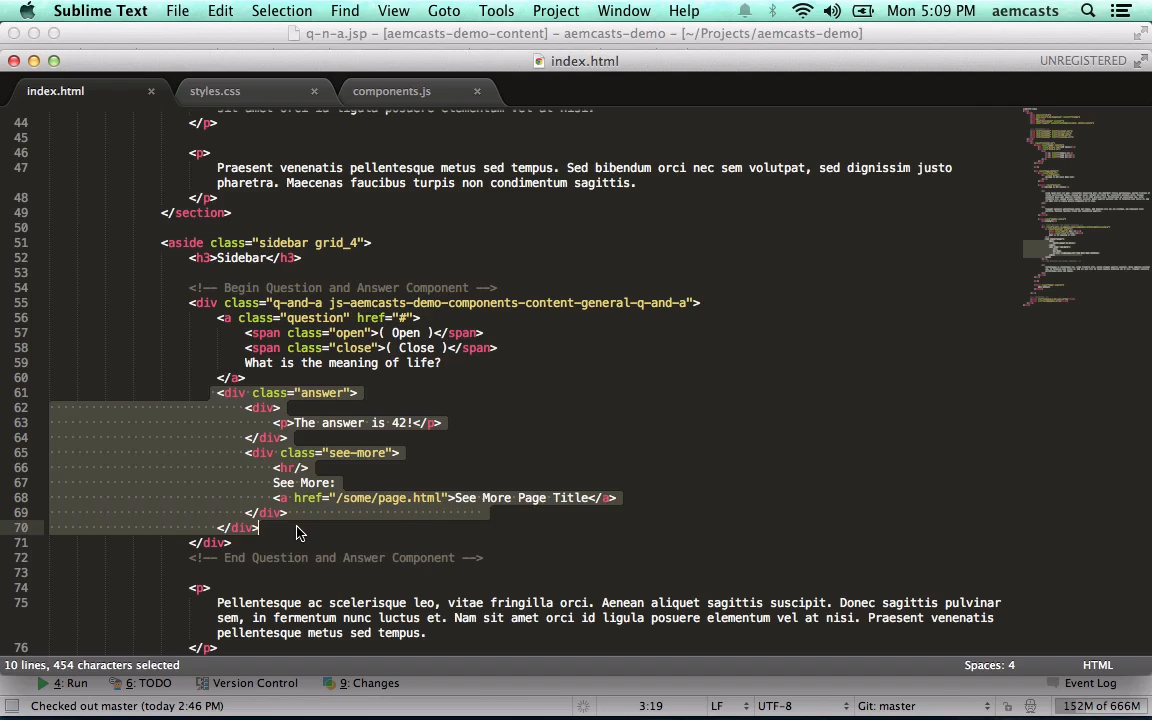 Sublime Text File Edit Selection Find View Goto Tools Project Window Help Mon 5:09 PM aemcasts
q-n-a.jsp - [aemcasts-demo-content] - aemcasts-demo - [~/Projects/aemcasts-demo]
index.html UNREGISTERED
index.html × styles.css × components.js ×
sit amet orci id ligula posuere elementum vel at nisi.
44 </p>
45
46 <p>
47 Praesent venenatis pellentesque metus sed tempus. Sed bibendum orci nec sem volutpat, sed dignissim justo
pharetra. Maecenas faucibus turpis non condimentum sagittis.
48 </p>
49 </section>
50
51 <aside class="sidebar grid_4">
52 <h3>Sidebar</h3>
53
54 <!-- Begin Question and Answer Component -->
55 <div class="q-and-a js-aemcasts-demo-components-content-general-q-and-a">
56 <a class="question" href="#">
57 <span class="open">( Open )</span>
58 <span class="close">( Close )</span>
59 What is the meaning of life?
60 </a>
61 <div class="answer">
62 <div>
63 <p>The answer is 42!</p>
64 </div>
65 <div class="see-more">
66 <hr/>
67 See More:
68 <a href="/some/page.html">See More Page Title</a>
69 </div>
70 </div>
71 </div>
72 <!-- End Question and Answer Component -->
73
74 <p>
75 Pellentesque ac scelerisque leo, vitae fringilla orci. Aenean aliquet sagittis suscipit. Donec sagittis pulvinar
sem, in fermentum nunc luctus et. Nam sit amet orci id ligula posuere elementum vel at nisi. Praesent venenatis
pellentesque metus sed tempus.
76 </p>
10 lines, 454 characters selected Spaces: 4 HTML
4: Run 6: TODO Version Control 9: Changes Event Log
Checked out master (today 2:46 PM) 3:19 LF UTF-8 Git: master 152M of 666M